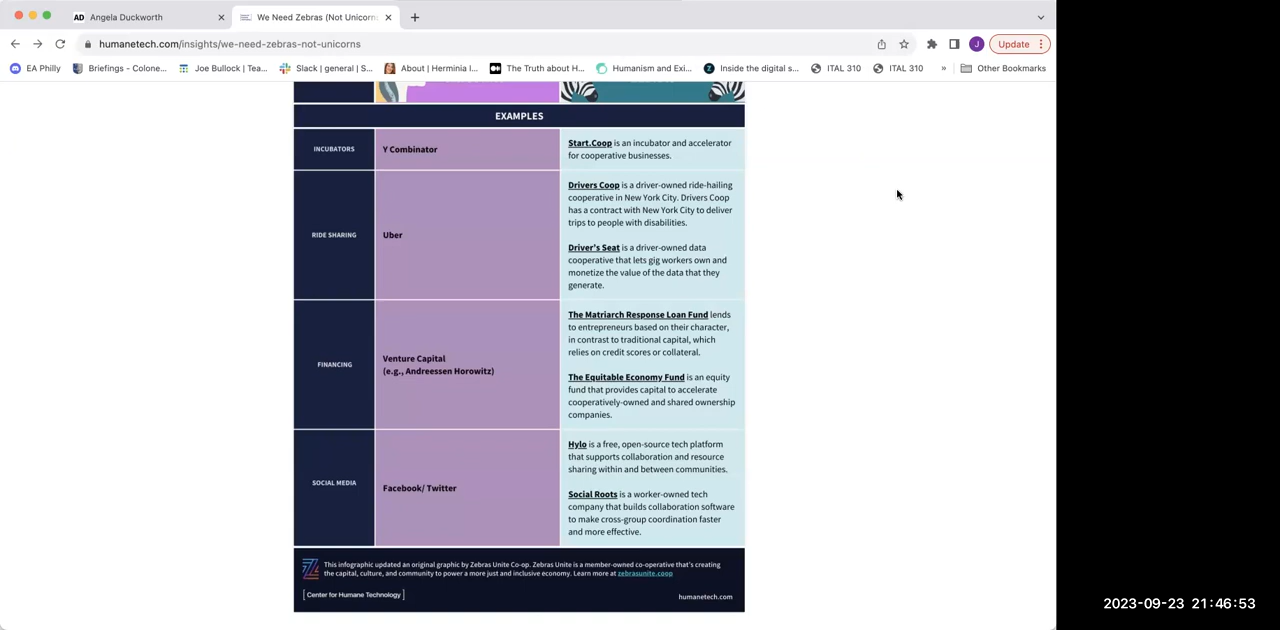 AD Angela Duckworth
We Need Zebras (Not Unicorn
humanetech.com/insights/we-need-zebras-not-unicorns
J
Update
EA Philly
Briefings - Colone...
Joe Bullock | Tea...
Slack | general | S...
About | Herminia I...
The Truth about H...
Humanism and Exi...
Inside the digital s...
ITAL 310
ITAL 310
»
Other Bookmarks
EXAMPLES
INCUBATORS
Y Combinator
Start.Coop is an incubator and accelerator
for cooperative businesses.
RIDE SHARING
Uber
Drivers Coop is a driver-owned ride-hailing
cooperative in New York City. Drivers Coop
has a contract with New York City to deliver
trips to people with disabilities.
Driver's Seat is a driver-owned data
cooperative that lets gig workers own and
monetize the value of the data that they
generate.
FINANCING
Venture Capital
(e.g., Andreessen Horowitz)
The Matriarch Response Loan Fund lends
to entrepreneurs based on their character,
in contrast to traditional capital, which
relies on credit scores or collateral.
The Equitable Economy Fund is an equity
fund that provides capital to accelerate
cooperatively-owned and shared ownership
companies.
SOCIAL MEDIA
Facebook/ Twitter
Hylo is a free, open-source tech platform
that supports collaboration and resource
sharing within and between communities.
Social Roots is a worker-owned tech
company that builds collaboration software
to make cross-group coordination faster
and more effective.
This infographic updated an original graphic by Zebras Unite Co-op. Zebras Unite is a member-owned co-operative that's creating
the capital, culture, and community to power a more just and inclusive economy. Learn more at zebrasunite.coop
[ Center for Humane Technology ]
humanetech.com
2023-09-23 21:46:53